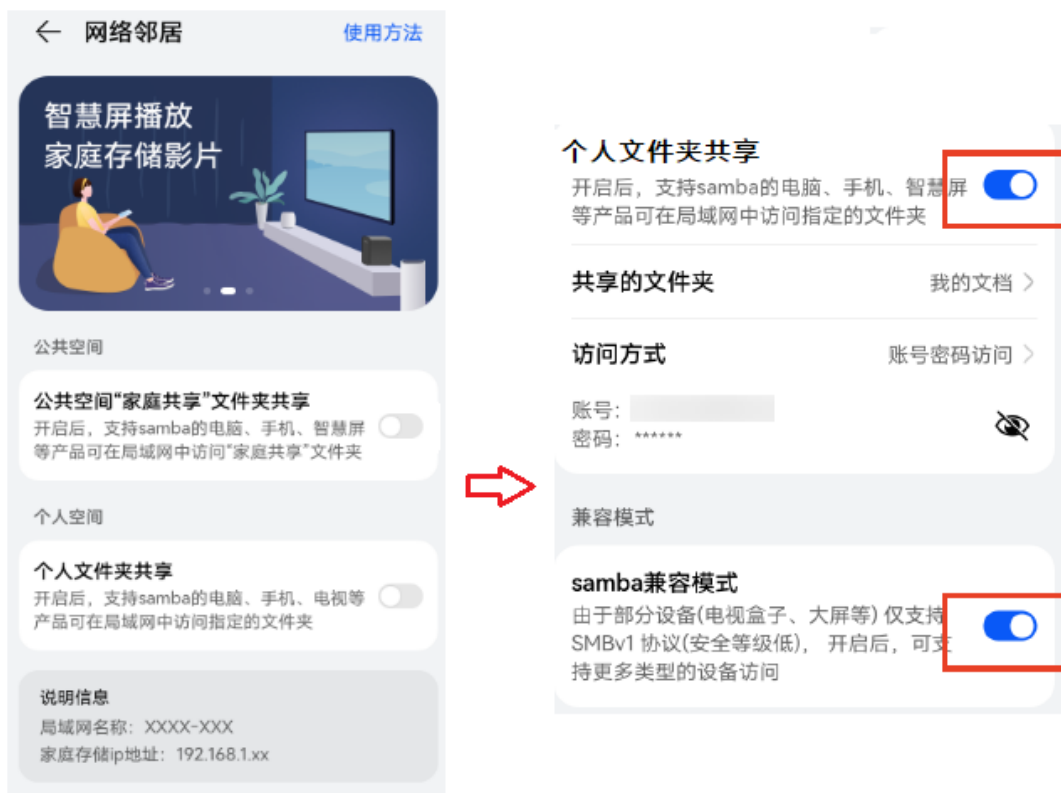 网络邻居
使用方法
智慧屏播放
家庭存储影片
公共空间
公共空间“家庭共享”文件夹共享
开启后，支持samba的电脑、手机、智慧屏
等产品可在局域网中访问“家庭共享”文件夹
个人空间
个人文件夹共享
开启后，支持samba的电脑、手机、电视等
产品可在局域网中访问指定的文件夹
说明信息
局域网名称：XXXX-XXX
家庭存储ip地址：192.168.1.xx
个人文件夹共享
开启后，支持samba的电脑、手机、智慧屏
等产品可在局域网中访问指定的文件夹
共享的文件夹
我的文档
访问方式
账号密码访问
账号：
密码：******
兼容模式
samba兼容模式
由于部分设备(电视盒子、大屏等) 仅支持
SMBv1 协议(安全等级低)， 开启后，可支
持更多类型的设备访问